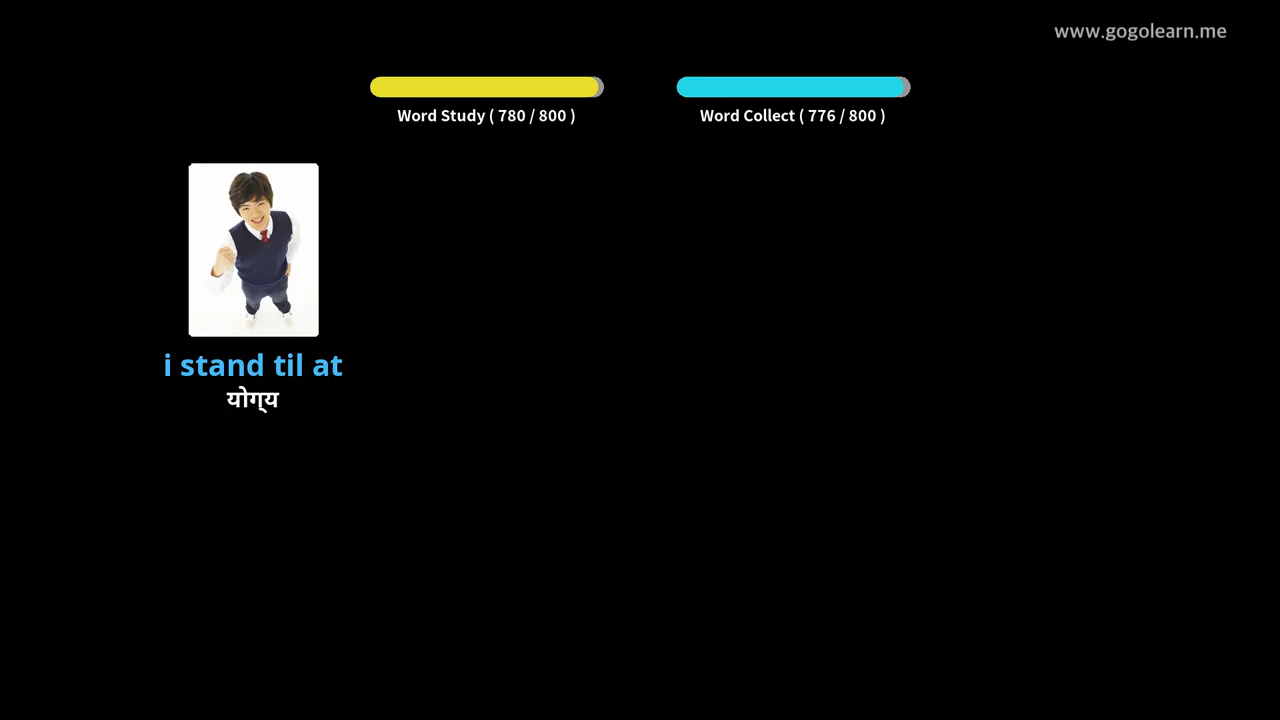 www.gogolearn.me
Word Study ( 780 / 800 )
Word Collect ( 776 / 800 )
i stand til at
योग्य